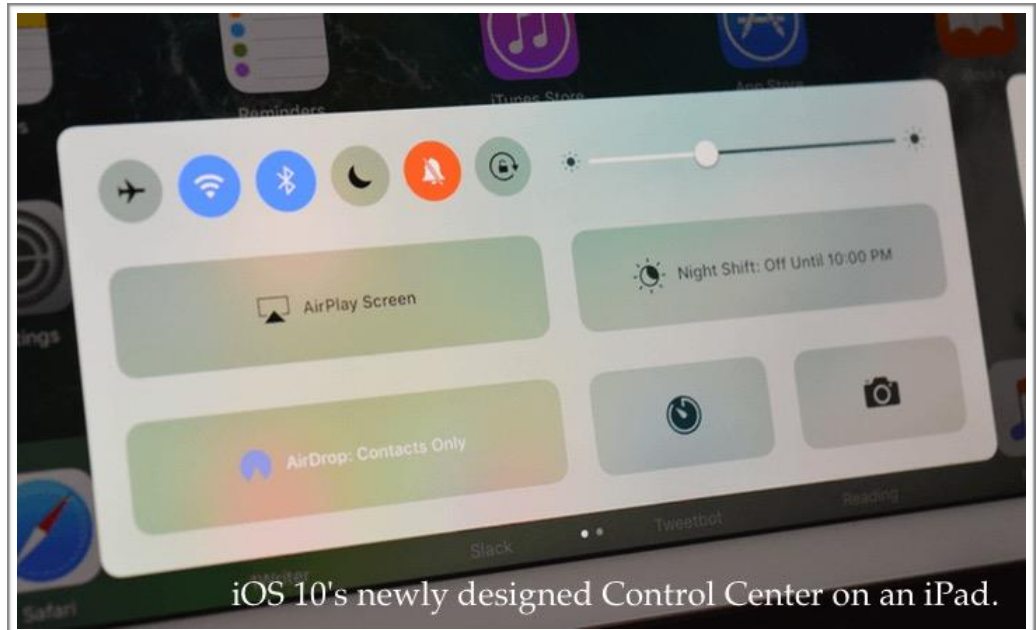 Reminders
iTunes Store
App Store
iBooks
AirPlay Screen
Night Shift: Off Until 10:00 PM
AirDrop: Contacts Only
Slack
Tweetbot
Reading
Safari
iOS 10's newly designed Control Center on an iPad.